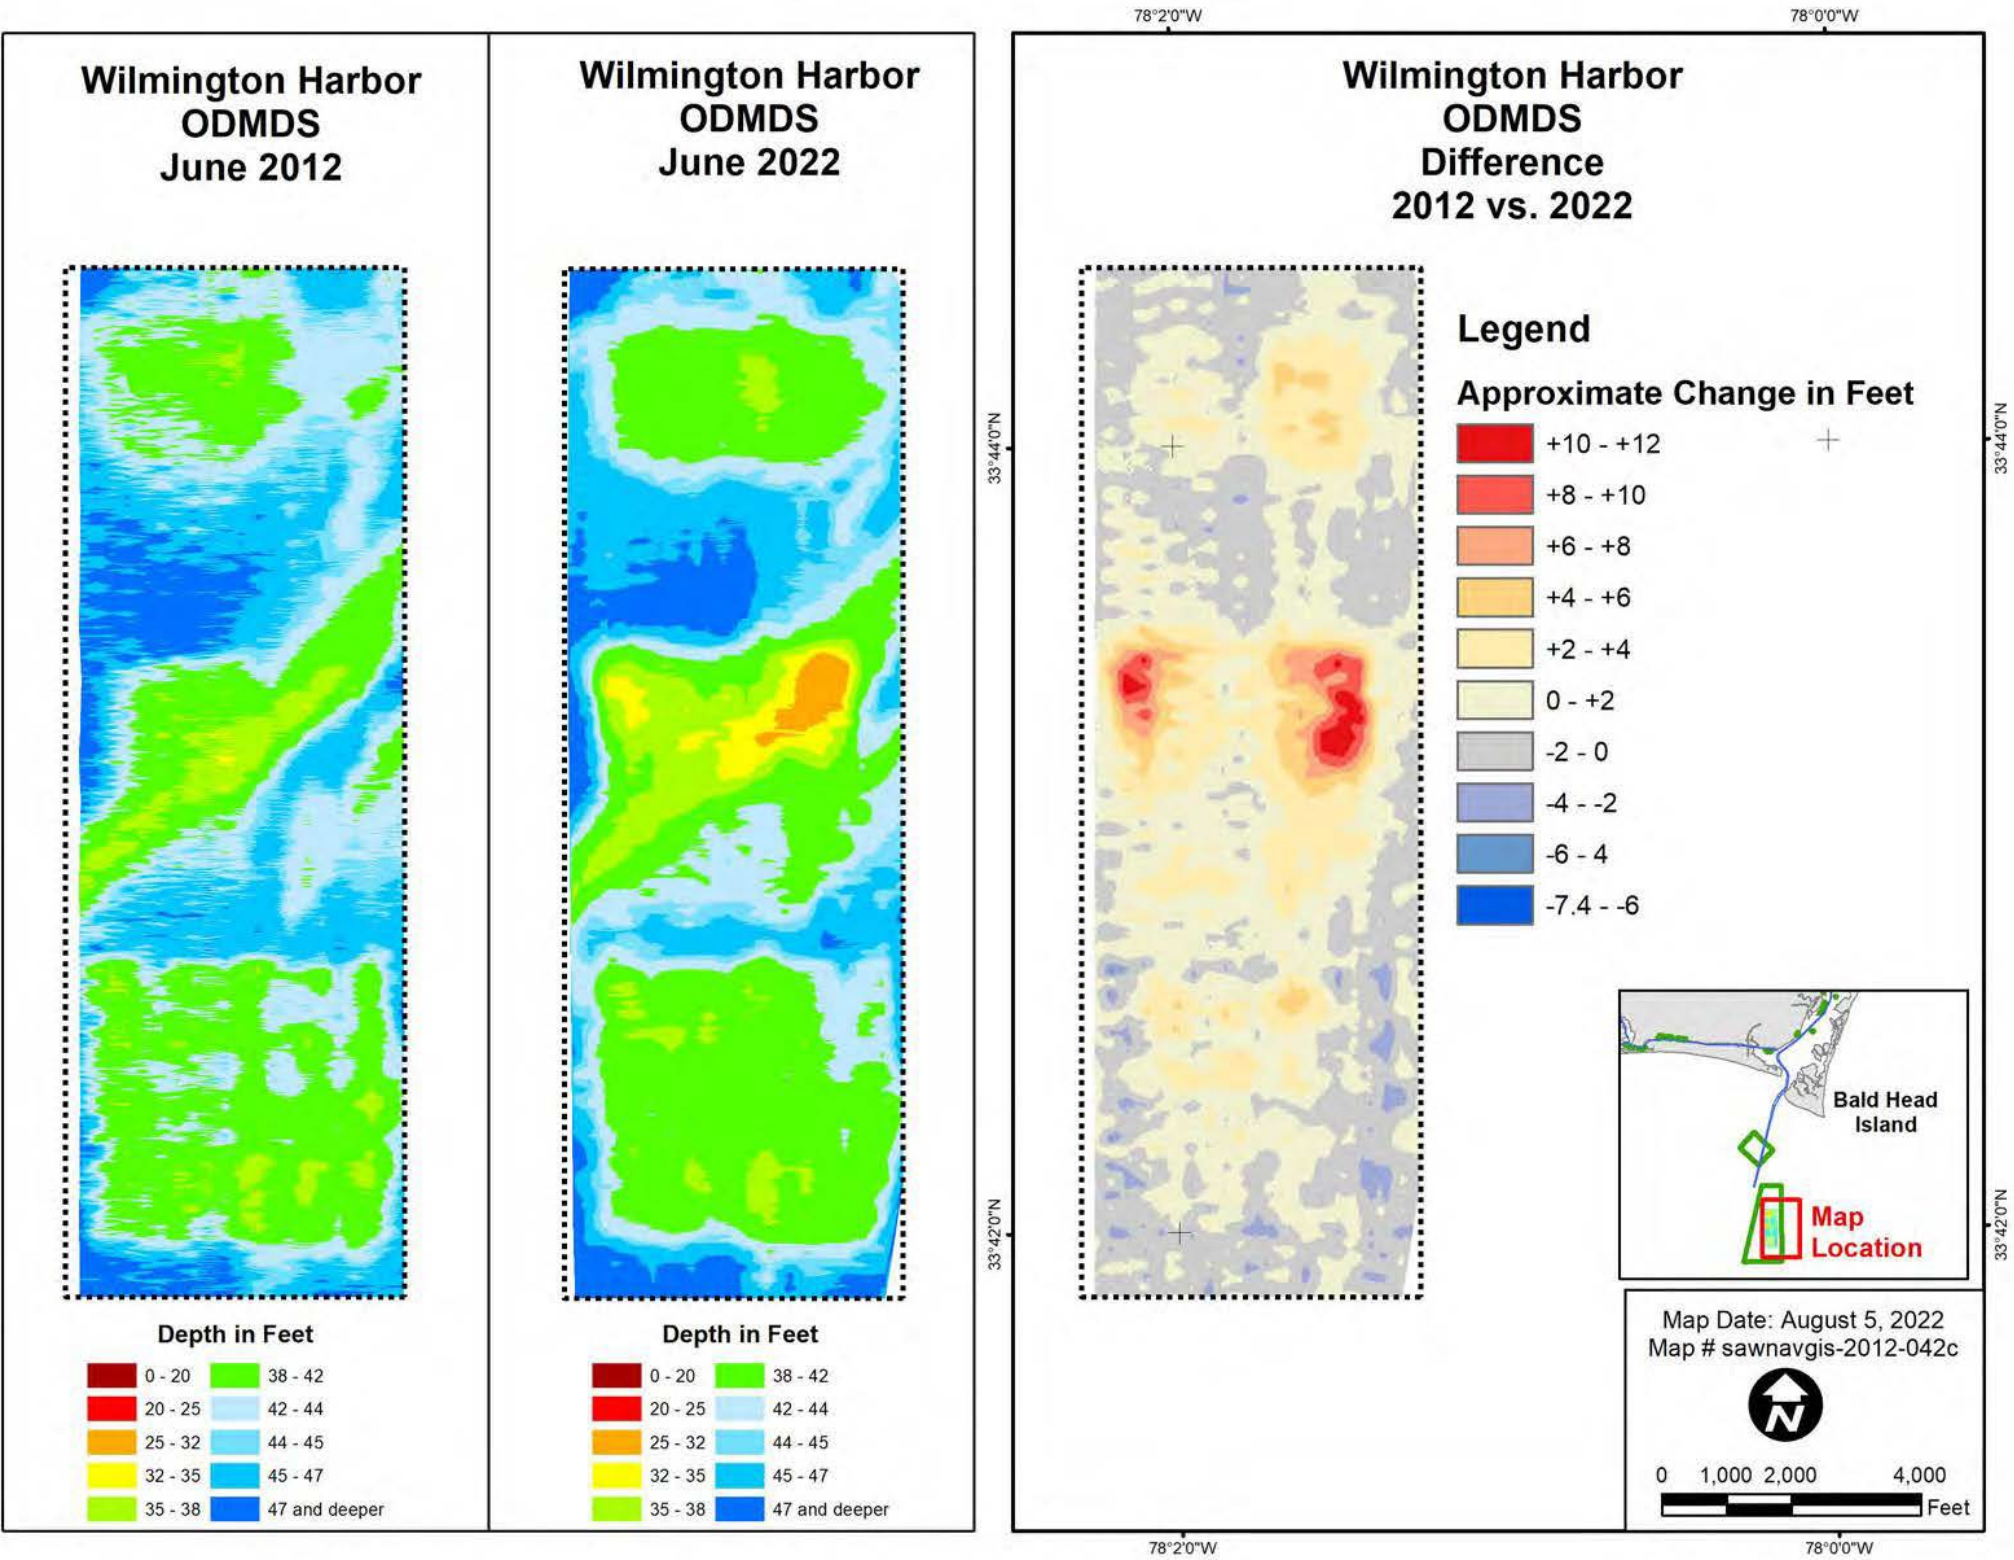 Wilmington Harbor
ODMDS
June 2012
Depth in Feet
0 - 20
38 - 42
20 - 25
42 - 44
25 - 32
44 - 45
32 - 35
45 - 47
35 - 38
47 and deeper
Wilmington Harbor
ODMDS
June 2022
Depth in Feet
0 - 20
38 - 42
20 - 25
42 - 44
25 - 32
44 - 45
32 - 35
45 - 47
35 - 38
47 and deeper
78°2'0"W
78°0'0"W
Wilmington Harbor
ODMDS
Difference
2012 vs. 2022
33°44'0"N
33°44'0"N
33°42'0"N
33°42'0"N
Legend
Approximate Change in Feet
+10 - +12
+8 - +10
+6 - +8
+4 - +6
+2 - +4
0 - +2
-2 - 0
-4 - -2
-6 - 4
-7.4 - -6
Bald Head
Island
Map
Location
Map Date: August 5, 2022
Map # sawnavgis-2012-042c
N
0 1,000 2,000 4,000
Feet
78°2'0"W
78°0'0"W